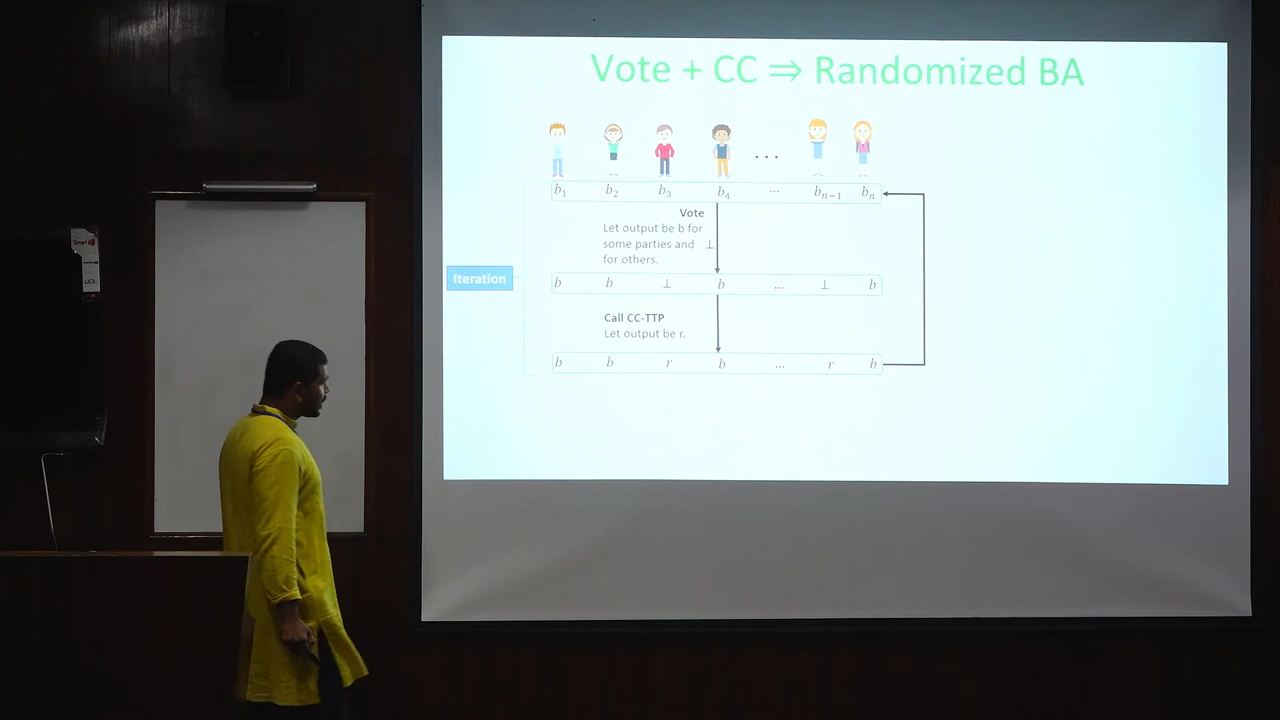 Vote + CC ⇒ Randomized BA
...
b₁ b₂ b₃ b₄ ... bₙ₋₁ bₙ
Vote
Let output be b for
some parties and ⊥
for others.
Iteration
b b ⊥ b ... ⊥ b
Call CC-TTP
Let output be r.
b b r b ... r b